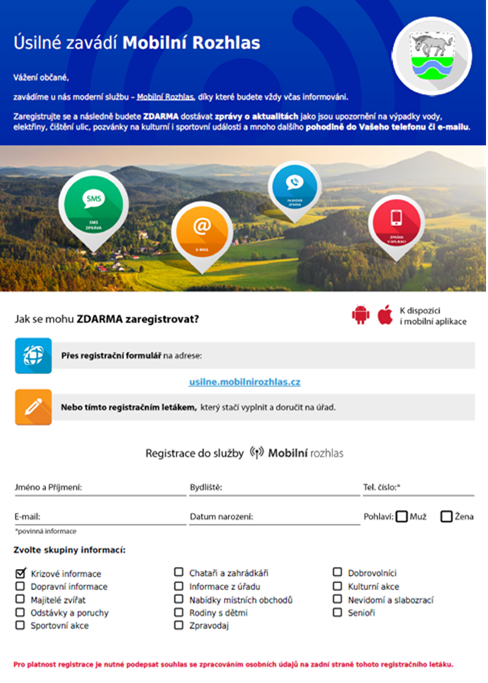 Úsilné zavádí Mobilní Rozhlas
Vážení občané,
zavádíme u nás moderní službu – Mobilní Rozhlas, díky které budete vždy včas informováni.
Zaregistrujte se a následně budete ZDARMA dostávat zprávy o aktualitách jako jsou upozornění na výpadky vody,
elektřiny, čištění ulic, pozvánky na kulturní i sportovní události a mnoho dalšího pohodlně do Vašeho telefonu či e-mailu.
SMS
SMS
ZPRÁVA
@
E-MAIL
HLASOVÁ
ZPRÁVA
ZPRÁVA
V APLIKACI
Jak se mohu ZDARMA zaregistrovat?
K dispozici
i mobilní aplikace
Přes registrační formulář na adrese:
usilne.mobilnirozhlas.cz
Nebo tímto registračním letákem, který stačí vyplnit a doručit na úřad.
Registrace do služby Mobilní rozhlas
Jméno a Příjmení: Bydliště: Tel. číslo:*
E-mail: Datum narození: Pohlaví: Muž Žena
*povinná informace
Zvolte skupiny informací:
Krizové informace Chataři a zahrádkáři Dobrovolníci
Dopravní informace Informace z úřadu Kulturní akce
Majitelé zvířat Nabídky místních obchodů Nevidomí a slabozrací
Odstávky a poruchy Rodiny s dětmi Senioři
Sportovní akce Zpravodaj
Pro platnost registrace je nutné podepsat souhlas se zpracováním osobních údajů na zadní straně tohoto registračního letáku.